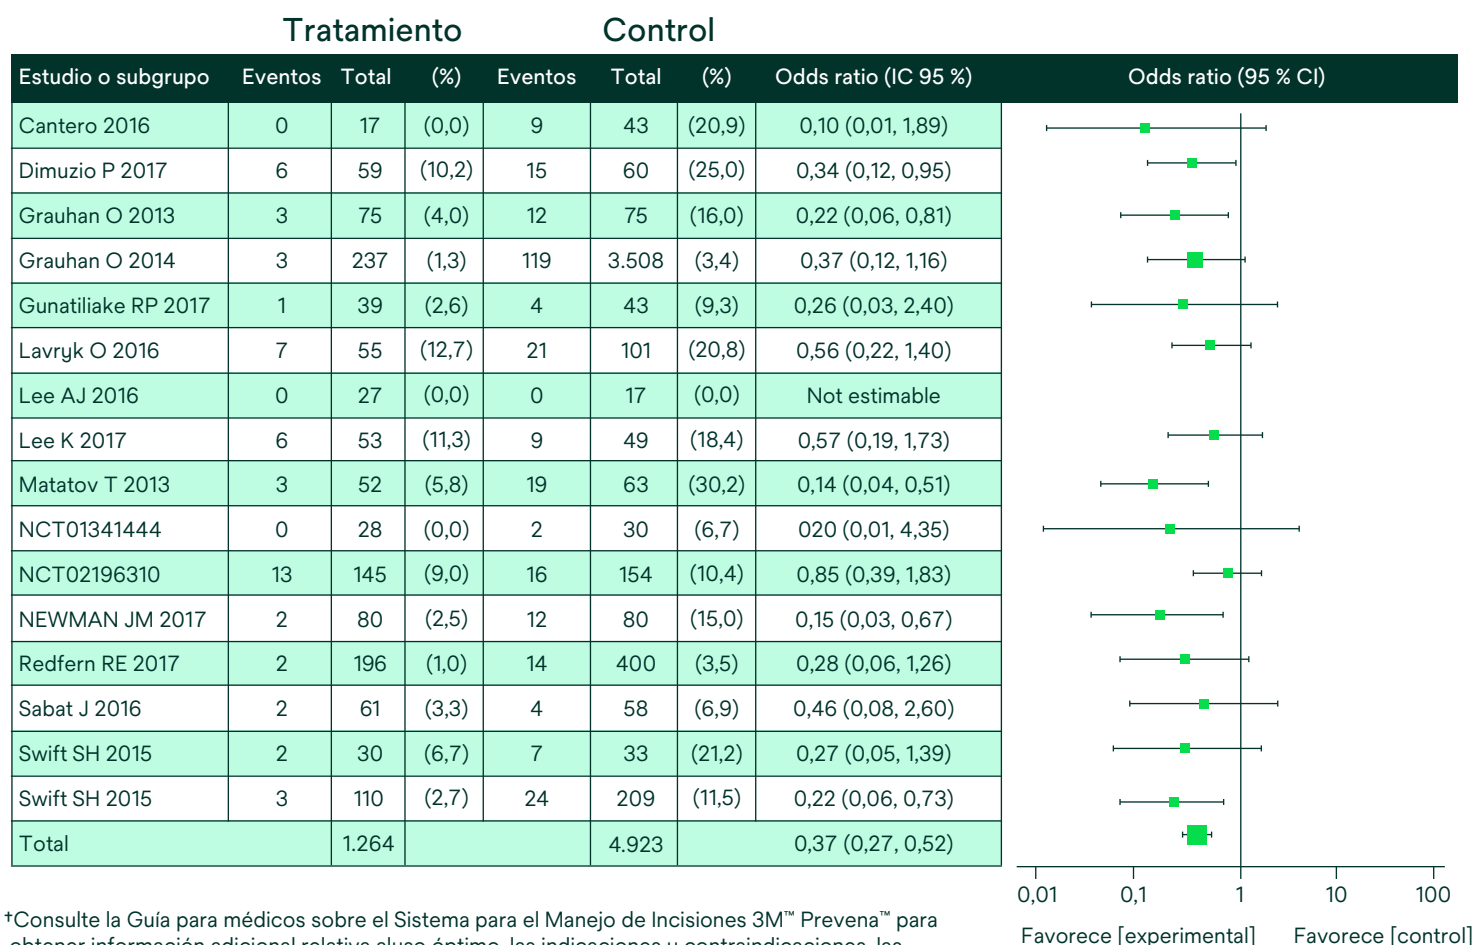 Tratamiento Control
Estudio o subgrupo Eventos Total (%) Eventos Total (%) Odds ratio (IC 95 %) Odds ratio (95 % CI)
Cantero 2016 0 17 (0,0) 9 43 (20,9) 0,10 (0,01, 1,89)
Dimuzio P 2017 6 59 (10,2) 15 60 (25,0) 0,34 (0,12, 0,95)
Grauhan O 2013 3 75 (4,0) 12 75 (16,0) 0,22 (0,06, 0,81)
Grauhan O 2014 3 237 (1,3) 119 3.508 (3,4) 0,37 (0,12, 1,16)
Gunatiliake RP 2017 1 39 (2,6) 4 43 (9,3) 0,26 (0,03, 2,40)
Lavryk O 2016 7 55 (12,7) 21 101 (20,8) 0,56 (0,22, 1,40)
Lee AJ 2016 0 27 (0,0) 0 17 (0,0) Not estimable
Lee K 2017 6 53 (11,3) 9 49 (18,4) 0,57 (0,19, 1,73)
Matatov T 2013 3 52 (5,8) 19 63 (30,2) 0,14 (0,04, 0,51)
NCT01341444 0 28 (0,0) 2 30 (6,7) 020 (0,01, 4,35)
NCT02196310 13 145 (9,0) 16 154 (10,4) 0,85 (0,39, 1,83)
NEWMAN JM 2017 2 80 (2,5) 12 80 (15,0) 0,15 (0,03, 0,67)
Redfern RE 2017 2 196 (1,0) 14 400 (3,5) 0,28 (0,06, 1,26)
Sabat J 2016 2 61 (3,3) 4 58 (6,9) 0,46 (0,08, 2,60)
Swift SH 2015 2 30 (6,7) 7 33 (21,2) 0,27 (0,05, 1,39)
Swift SH 2015 3 110 (2,7) 24 209 (11,5) 0,22 (0,06, 0,73)
Total 1.264 4.923 0,37 (0,27, 0,52)
0,01 0,1 1 10 100
Favorece [experimental] Favorece [control]
†Consulte la Guía para médicos sobre el Sistema para el Manejo de Incisiones 3M™ Prevena™ para
obtener información adicional relativa aluso óptimo, las indicaciones y contraindicaciones, las